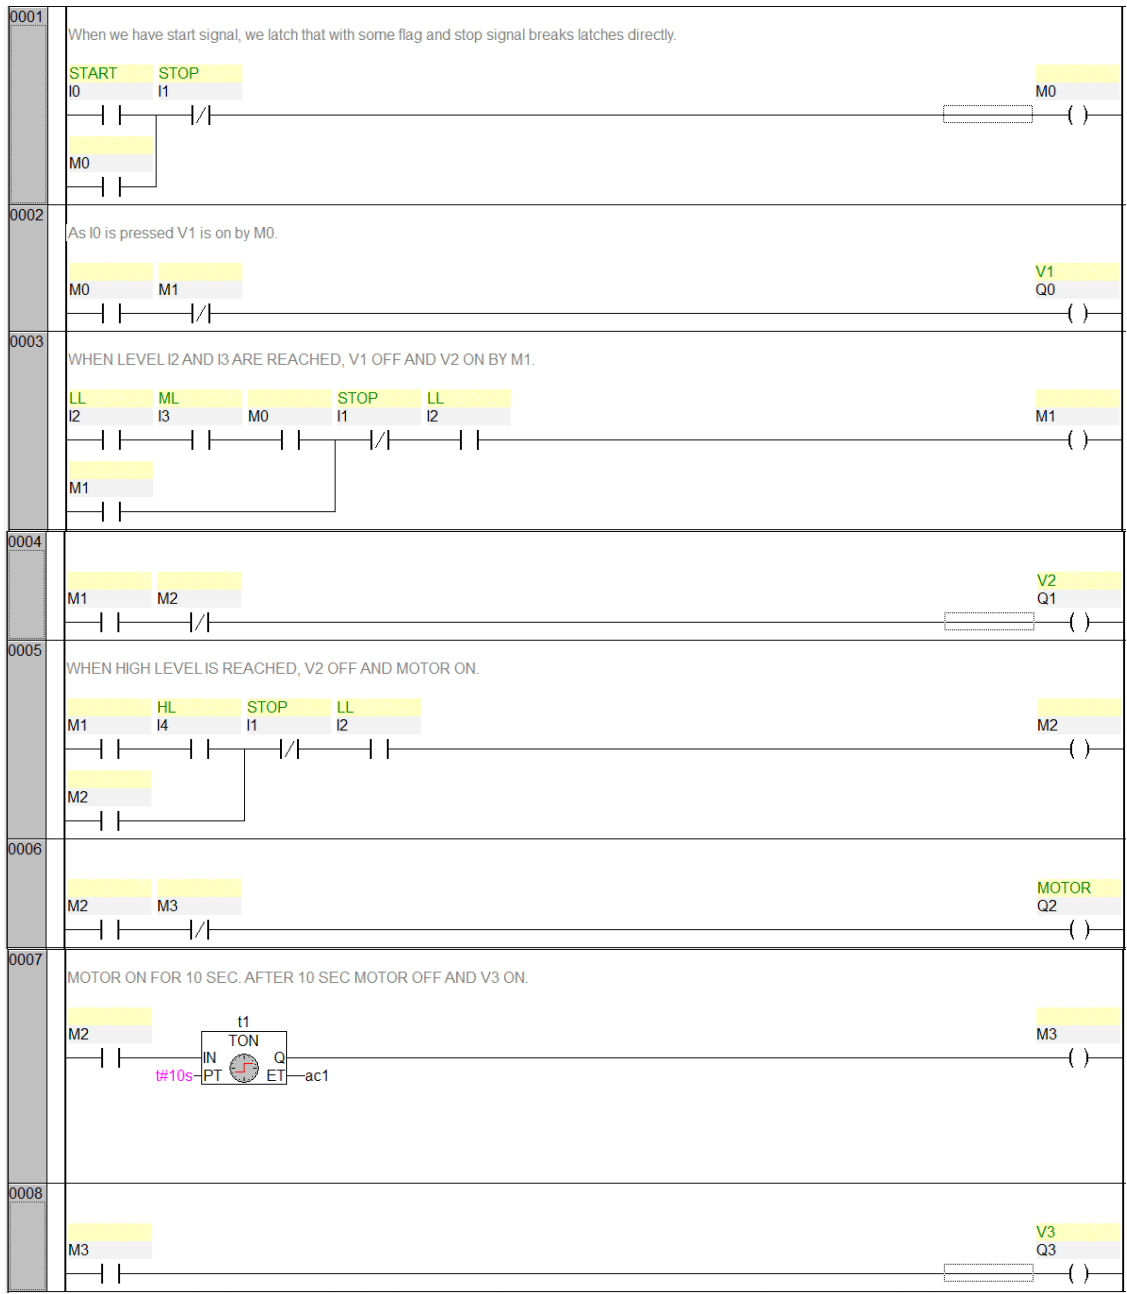 0001
When we have start signal, we latch that with some flag and stop signal breaks latches directly.
START STOP
I0 I1 M0
M0
0002
As I0 is pressed V1 is on by M0.
V1
M0 M1 Q0
0003
WHEN LEVEL I2 AND I3 ARE REACHED, V1 OFF AND V2 ON BY M1.
LL ML STOP LL
I2 I3 M0 I1 I2 M1
M1
0004
V2
M1 M2 Q1
0005
WHEN HIGH LEVEL IS REACHED, V2 OFF AND MOTOR ON.
HL STOP LL
M1 I4 I1 I2 M2
M2
0006
MOTOR
M2 M3 Q2
0007
MOTOR ON FOR 10 SEC. AFTER 10 SEC MOTOR OFF AND V3 ON.
t1
M2 TON M3
IN Q
t#10s PT ET ac1
0008
V3
M3 Q3